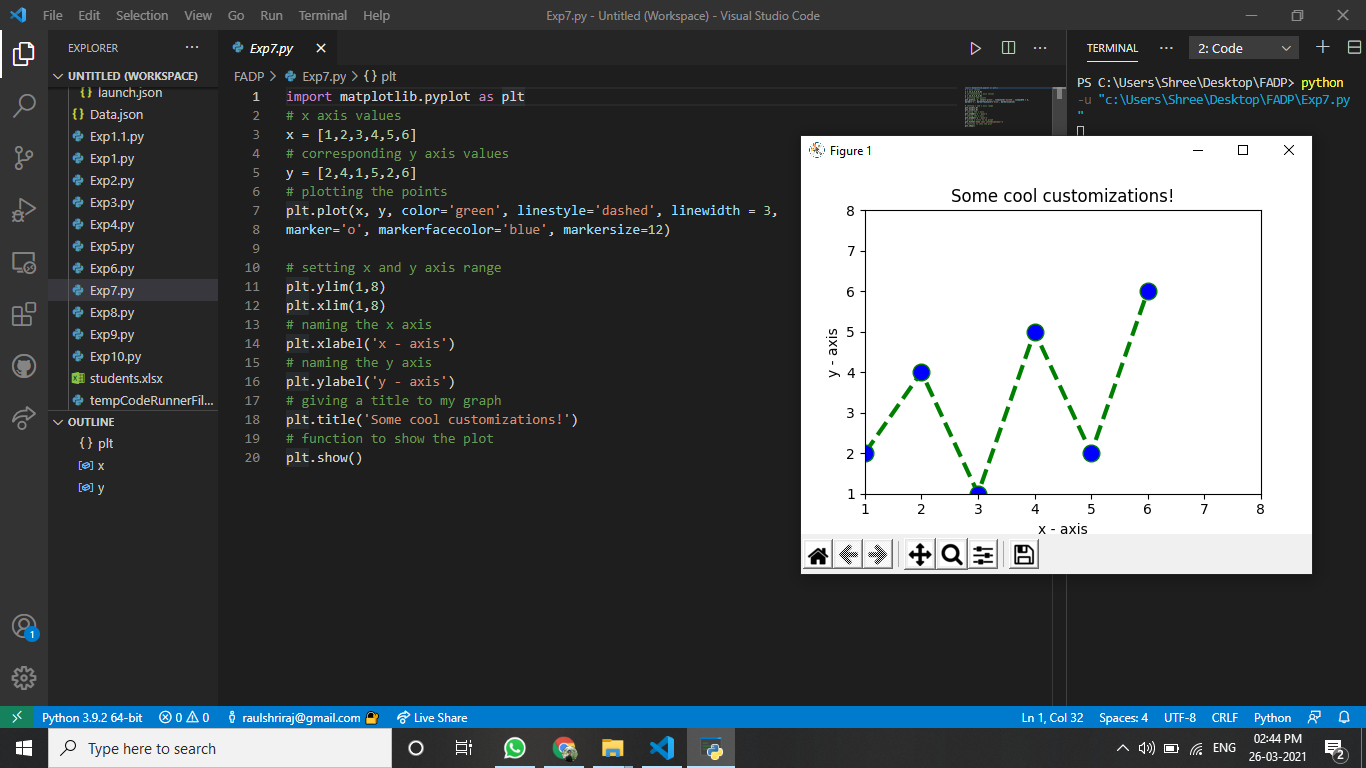 File Edit Selection View Go Run Terminal Help Exp7.py - Untitled (Workspace) - Visual Studio Code
EXPLORER ···
UNTITLED (WORKSPACE)
{} launch.json
{} Data.json
Exp1.1.py
Exp1.py
Exp2.py
Exp3.py
Exp4.py
Exp5.py
Exp6.py
Exp7.py
Exp8.py
Exp9.py
Exp10.py
students.xlsx
tempCodeRunnerFil...
OUTLINE
{} plt
x
y
Exp7.py
FADP > Exp7.py > {} plt
1 import matplotlib.pyplot as plt
2 # x axis values
3 x = [1,2,3,4,5,6]
4 # corresponding y axis values
5 y = [2,4,1,5,2,6]
6 # plotting the points
7 plt.plot(x, y, color='green', linestyle='dashed', linewidth = 3,
8 marker='o', markerfacecolor='blue', markersize=12)
9
10 # setting x and y axis range
11 plt.ylim(1,8)
12 plt.xlim(1,8)
13 # naming the x axis
14 plt.xlabel('x - axis')
15 # naming the y axis
16 plt.ylabel('y - axis')
17 # giving a title to my graph
18 plt.title('Some cool customizations!')
19 # function to show the plot
20 plt.show()
TERMINAL ··· 2: Code
PS C:\Users\Shree\Desktop\FADP> python
-u "c:\Users\Shree\Desktop\FADP\Exp7.py
"
Figure 1
Some cool customizations!
8
7
6
5
4
3
2
1
y - axis
1 2 3 4 5 6 7 8
x - axis
1
Python 3.9.2 64-bit 0 0 raulshriraj@gmail.com Live Share Ln 1, Col 32 Spaces: 4 UTF-8 CRLF Python
Type here to search
ENG
02:44 PM
26-03-2021
2